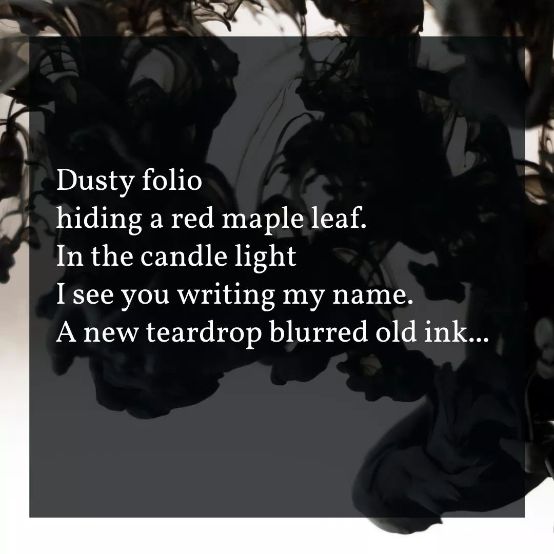 Dusty folio
hiding a red maple leaf.
In the candle light
I see you writing my name.
A new teardrop blurred old ink...